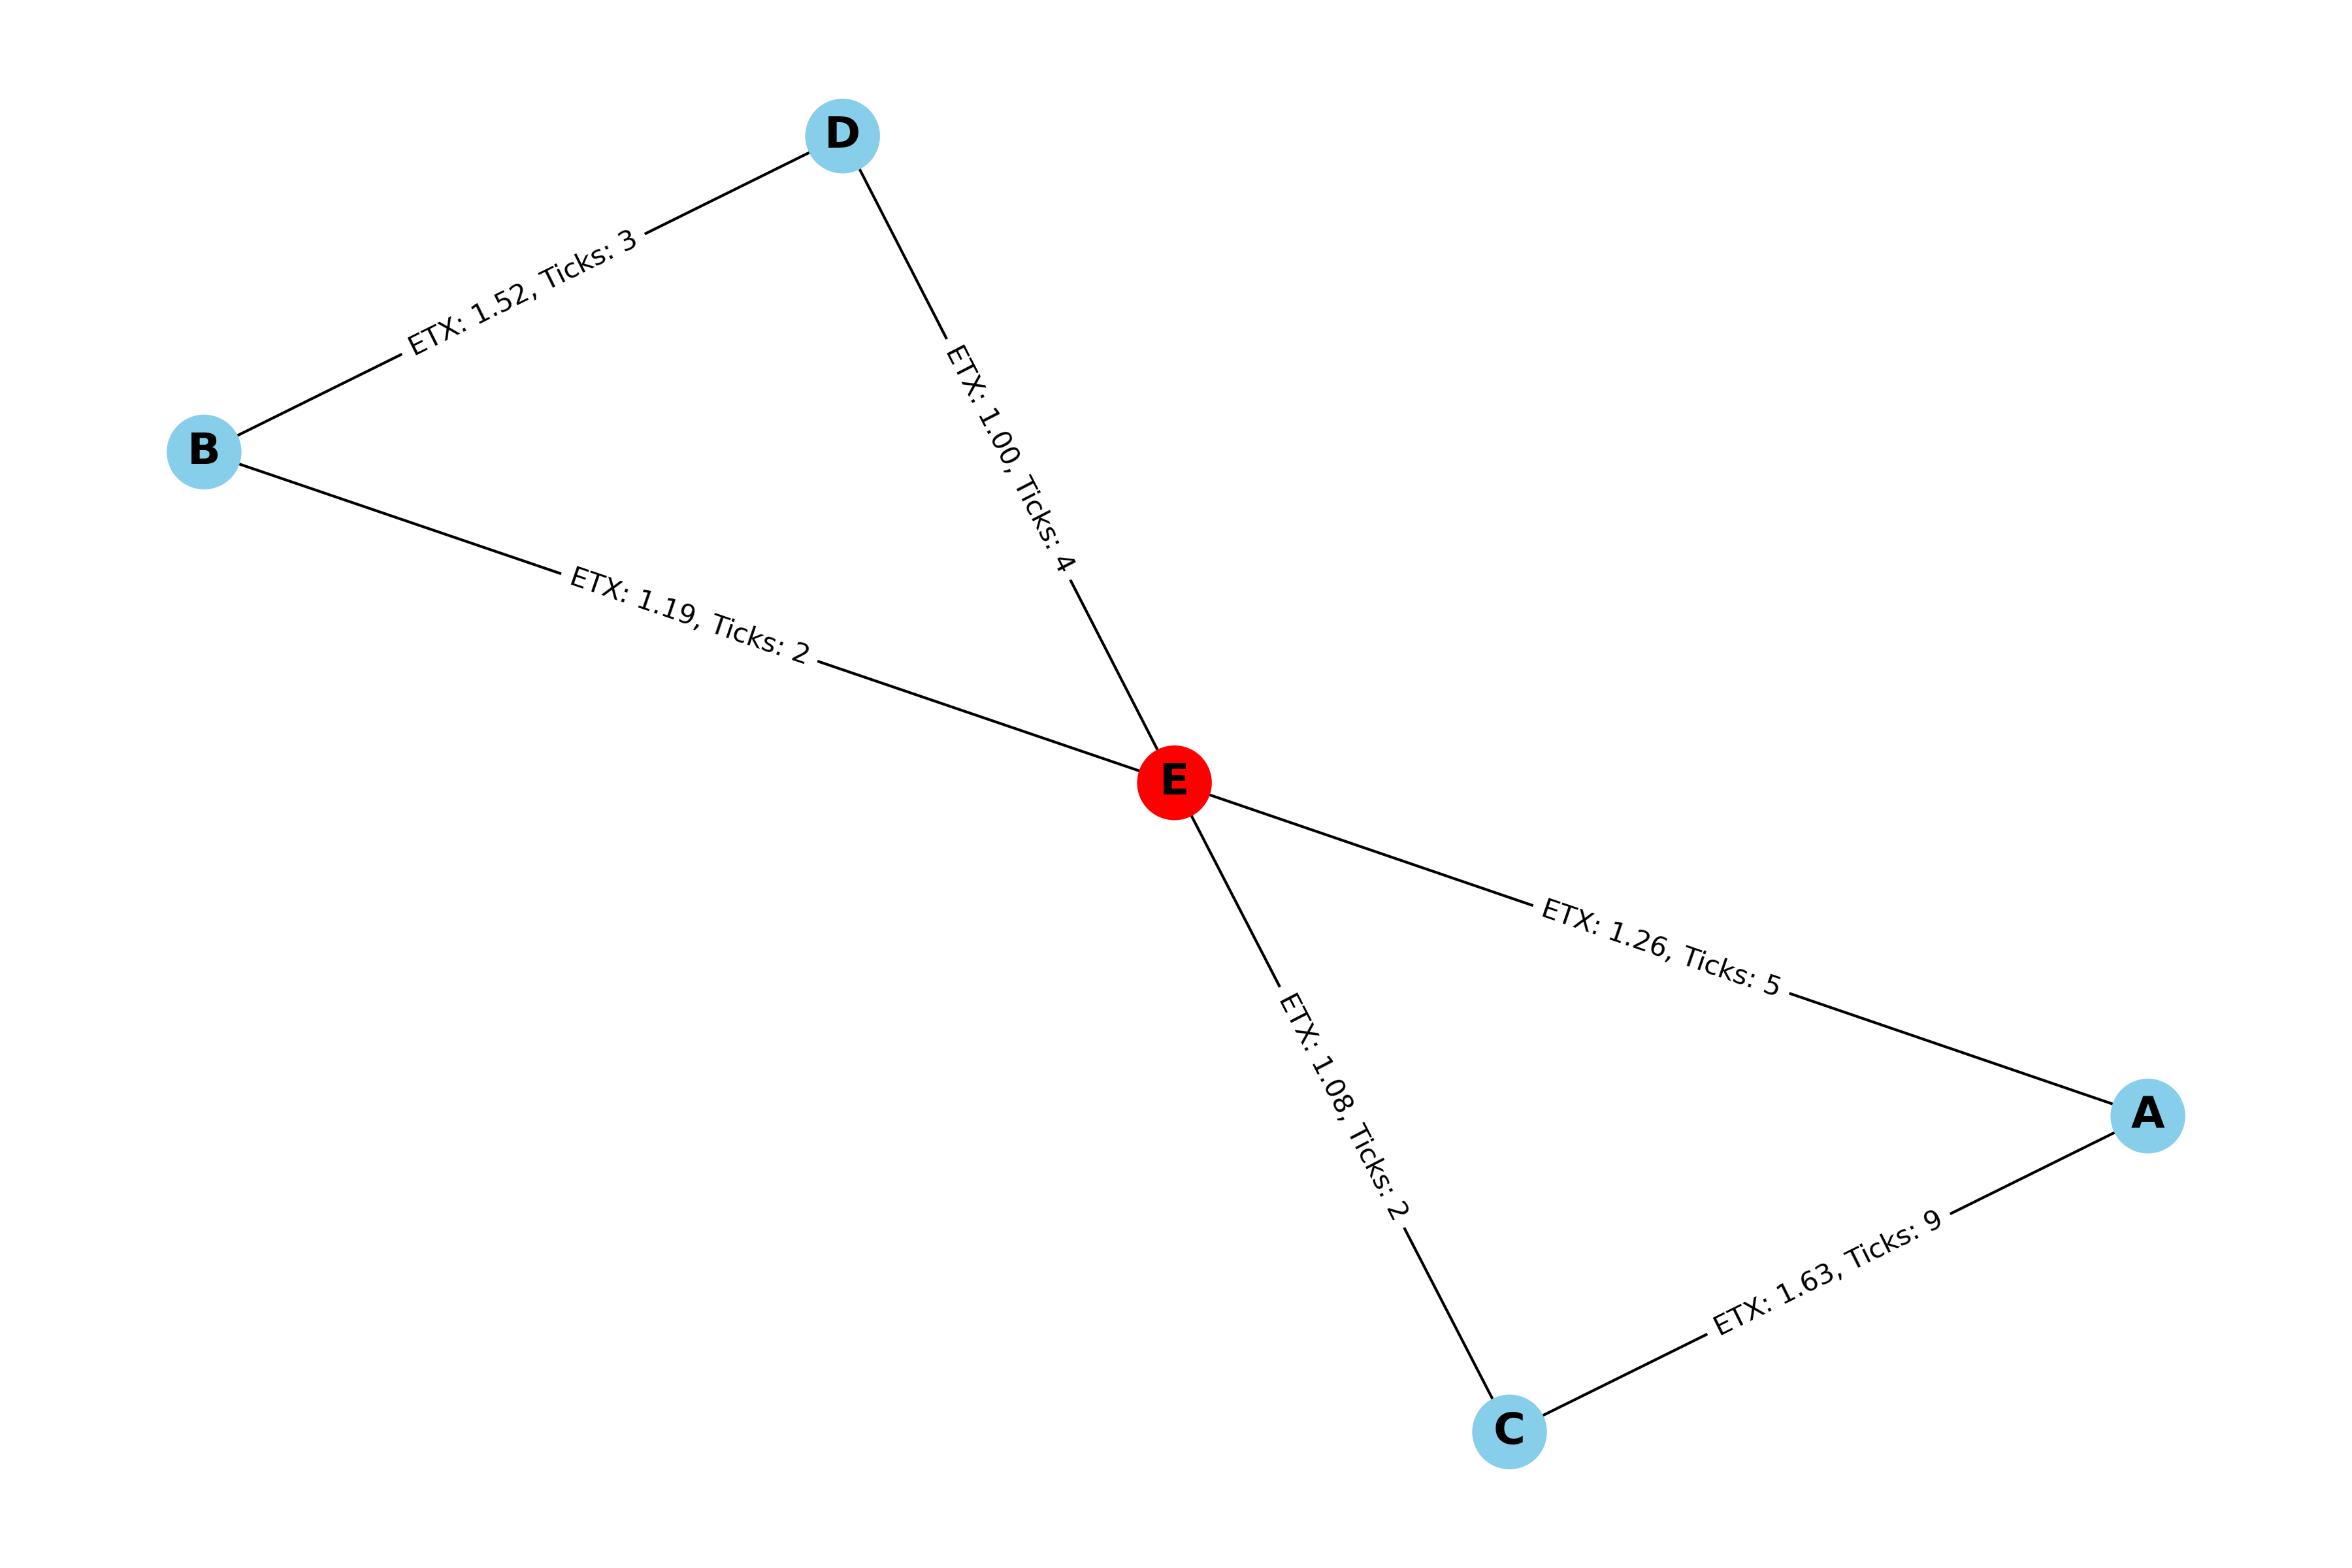 D
ETX: 1.52, Ticks: 3
ETX: 1.00, Ticks: 4
B
ETX: 1.19, Ticks: 2
E
ETX: 1.26, Ticks: 5
ETX: 1.08, Ticks: 2
A
ETX: 1.63, Ticks: 9
C